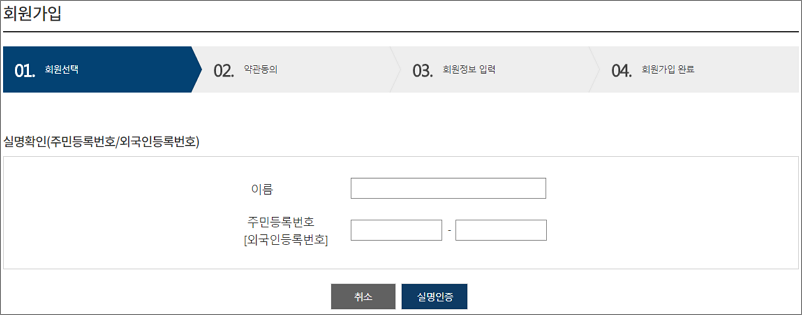 회원가입
01. 회원선택
02. 약관동의
03. 회원정보 입력
04. 회원가입 완료
실명확인(주민등록번호/외국인등록번호)
이름
주민등록번호
[외국인등록번호]
-
취소
실명인증